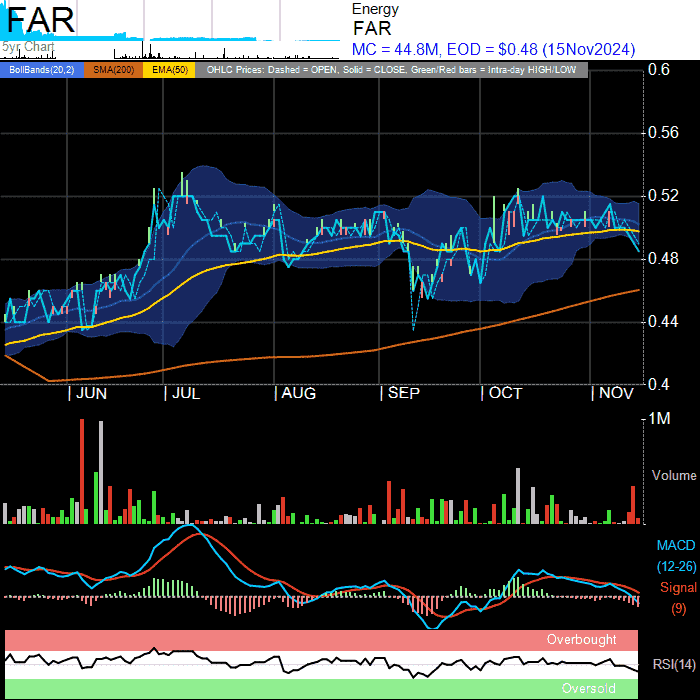 FAR
5yr Chart
Energy
FAR
MC = 44.8M, EOD = $0.48 (15Nov2024)
BollBands(20,2) SMA(200) EMA(50) OHLC Prices: Dashed = OPEN, Solid = CLOSE, Green/Red bars = Intra-day HIGH/LOW
0.6
0.56
0.52
0.48
0.44
0.4
| JUN | JUL | AUG | SEP | OCT | NOV
1M
Volume
MACD
(12-26)
Signal
(9)
Overbought
RSI(14)
Oversold